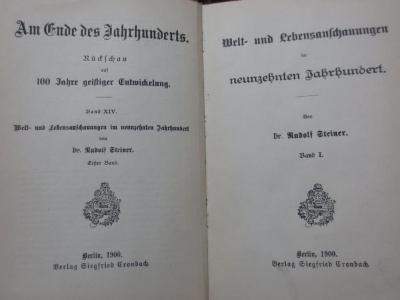 Am Ende des Jahrhunderts.
Rückschau
auf
100 Jahre geistiger Entwickelung.
Band XIV.
Welt- und Lebensanschauungen im neunzehnten Jahrhundert
von
Dr. Rudolf Steiner.
Erster Band.
Berlin, 1900.
Verlag Siegfried Cronbach.
Welt- und Lebensanschauungen
im
neunzehnten Jahrhundert.
Von
Dr. Rudolf Steiner.
Band I.
Berlin, 1900.
Verlag Siegfried Cronbach.